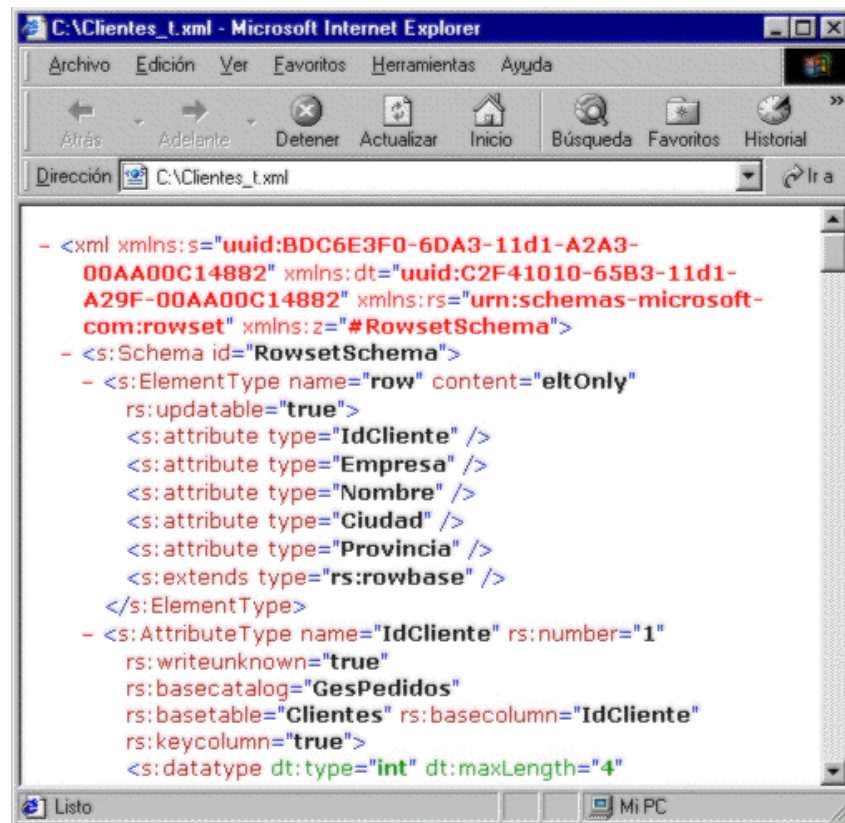 C:\Clientes_t.xml - Microsoft Internet Explorer
Archivo Edición Ver Favoritos Herramientas Ayuda
Atrás Adelante Detener Actualizar Inicio Búsqueda Favoritos Historial »
Dirección C:\Clientes_t.xml Ir a
- <xml xmlns:s="uuid:BDC6E3F0-6DA3-11d1-A2A3-
00AA00C14882" xmlns:dt="uuid:C2F41010-65B3-11d1-
A29F-00AA00C14882" xmlns:rs="urn:schemas-microsoft-
com:rowset" xmlns:z="#RowsetSchema">
- <s:Schema id="RowsetSchema">
- <s:ElementType name="row" content="eltOnly"
rs:updatable="true">
<s:attribute type="IdCliente" />
<s:attribute type="Empresa" />
<s:attribute type="Nombre" />
<s:attribute type="Ciudad" />
<s:attribute type="Provincia" />
<s:extends type="rs:rowbase" />
</s:ElementType>
- <s:AttributeType name="IdCliente" rs:number="1"
rs:writeunknown="true"
rs:basecatalog="GesPedidos"
rs:basetable="Clientes" rs:basecolumn="IdCliente"
rs:keycolumn="true">
<s:datatype dt:type="int" dt:maxLength="4"
Listo Mi PC